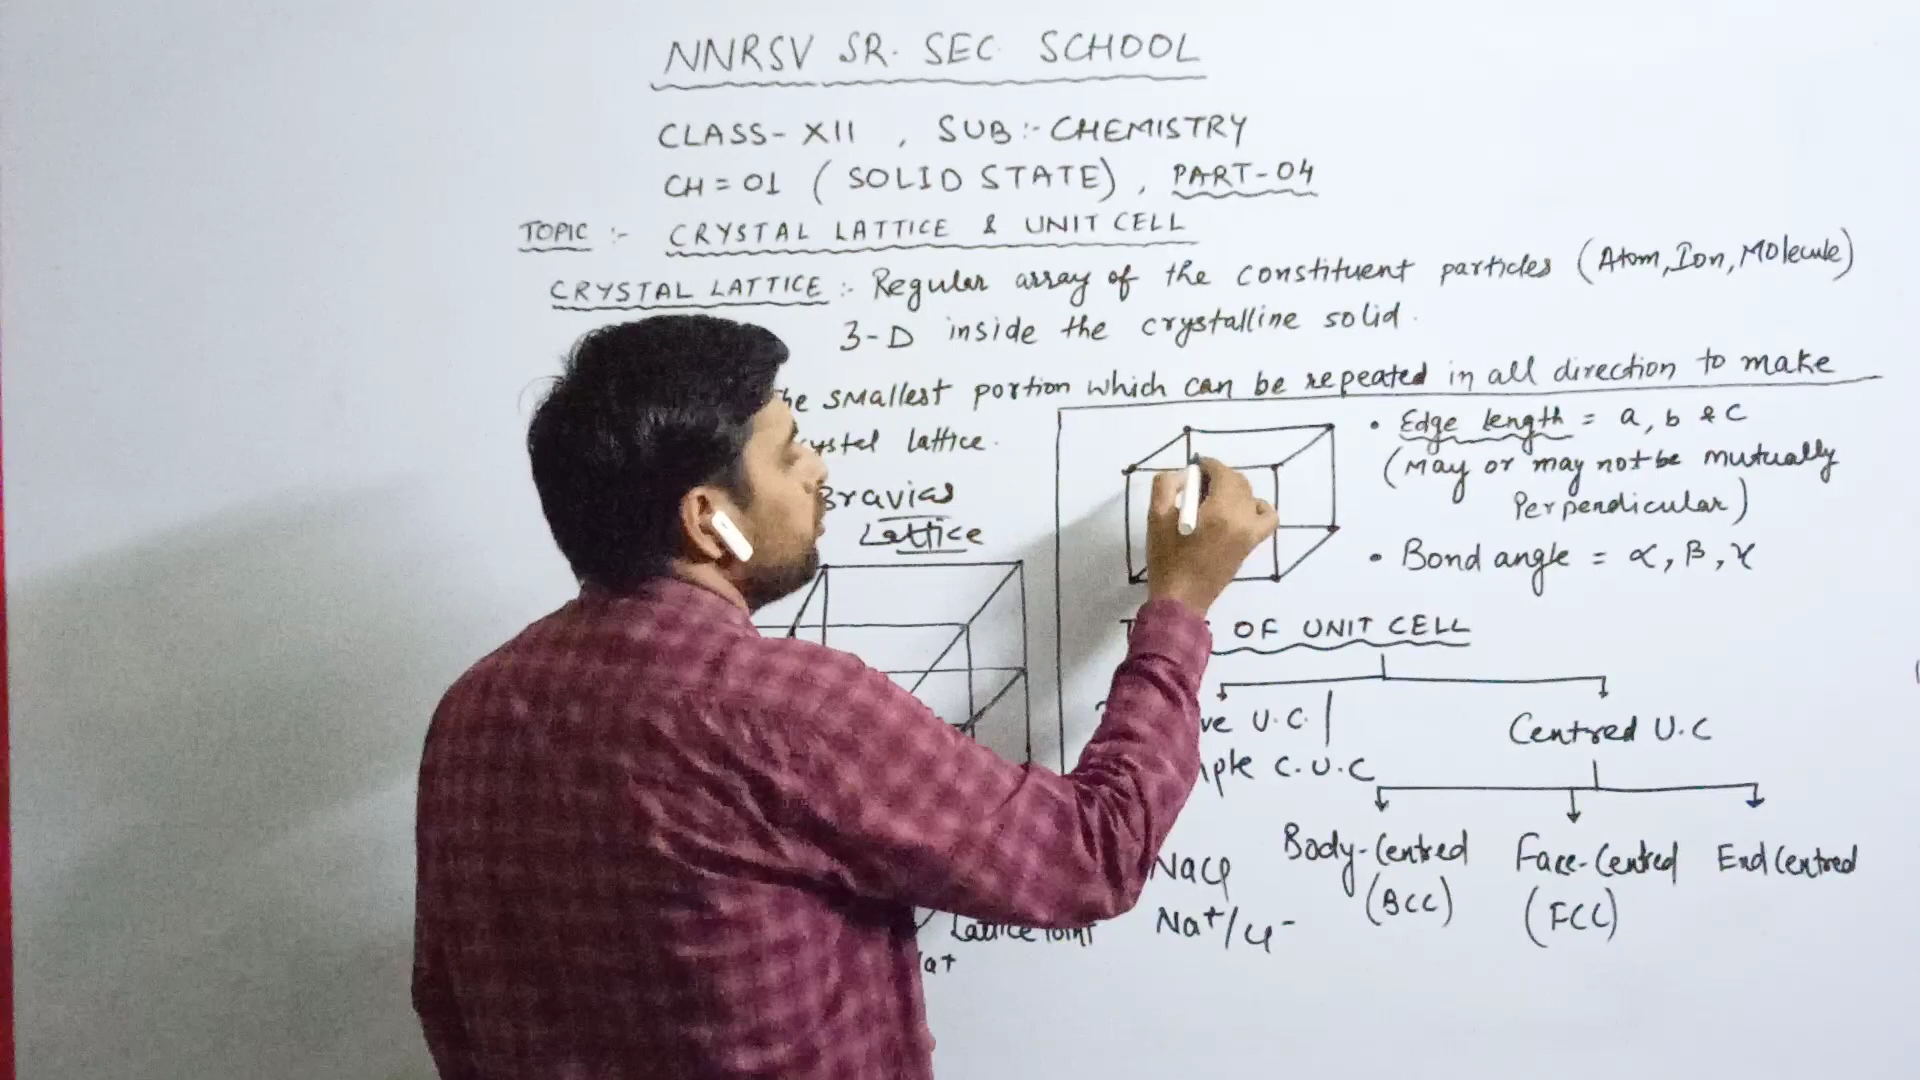 NNRSV SR. SEC. SCHOOL
CLASS- XII , SUB :- CHEMISTRY
CH = 01 ( SOLID STATE) , PART-04
TOPIC :- CRYSTAL LATTICE & UNIT CELL
CRYSTAL LATTICE :- Regular array of the constituent particles (Atom, Ion, Molecule)
3-D inside the crystalline solid.
smallest portion which can be repeated in all direction to make
lattice.
Bravias
Lattice
• Edge length = a, b & c
(May or may not be mutually
Perpendicular)
• Bond angle = α, β, γ
OF UNIT CELL
U.C. |
C.U.C
Centred U.C
Body-Centred
(BCC)
Face-Centred
(FCC)
End Centred
NaCl
Na+/Cl-
Lattice Point